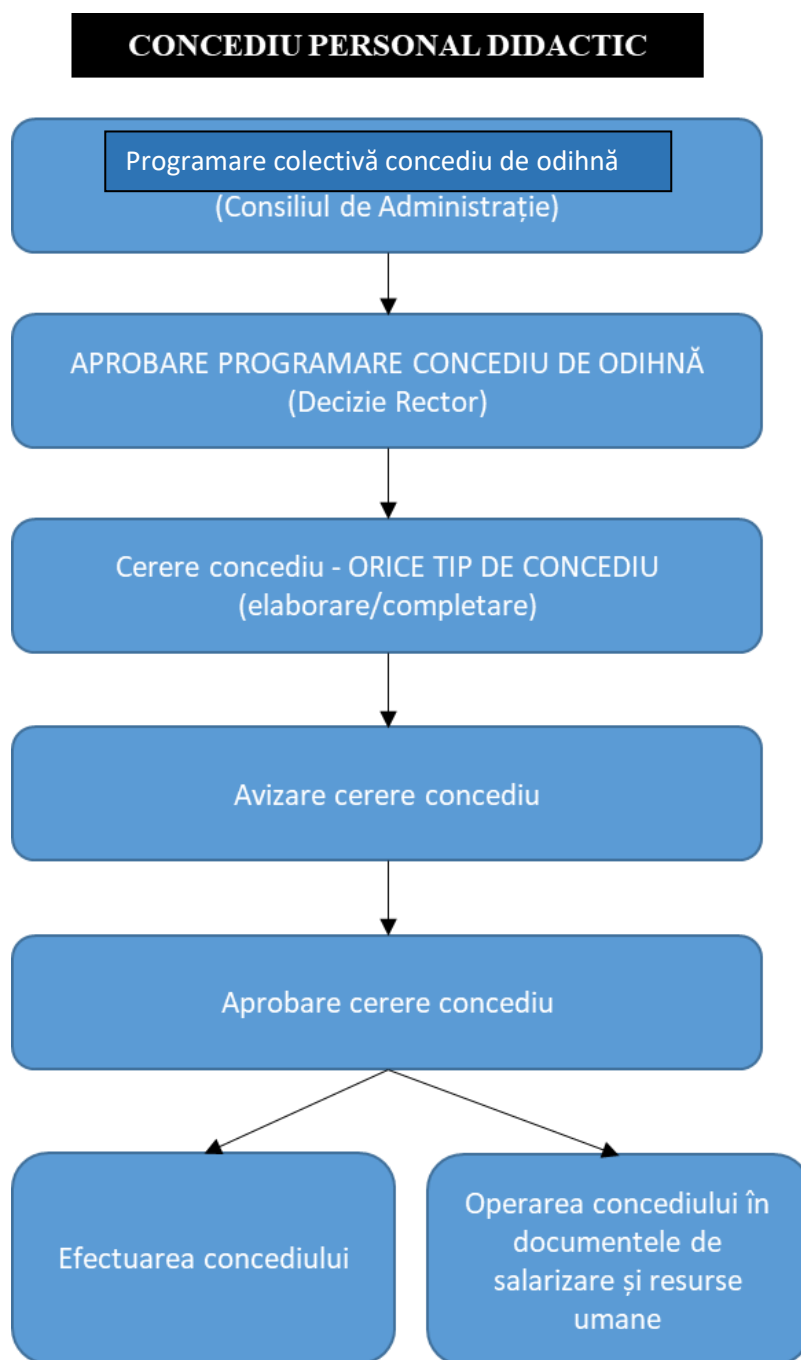 CONCEDIU PERSONAL DIDACTIC
Programare colectivă concediu de odihnă
(Consiliul de Administrație)
APROBARE PROGRAMARE CONCEDIU DE ODIHNĂ
(Decizie Rector)
Cerere concediu - ORICE TIP DE CONCEDIU
(elaborare/completare)
Avizare cerere concediu
Aprobare cerere concediu
Efectuarea concediului
Operarea concediului în
documentele de
salarizare și resurse
umane